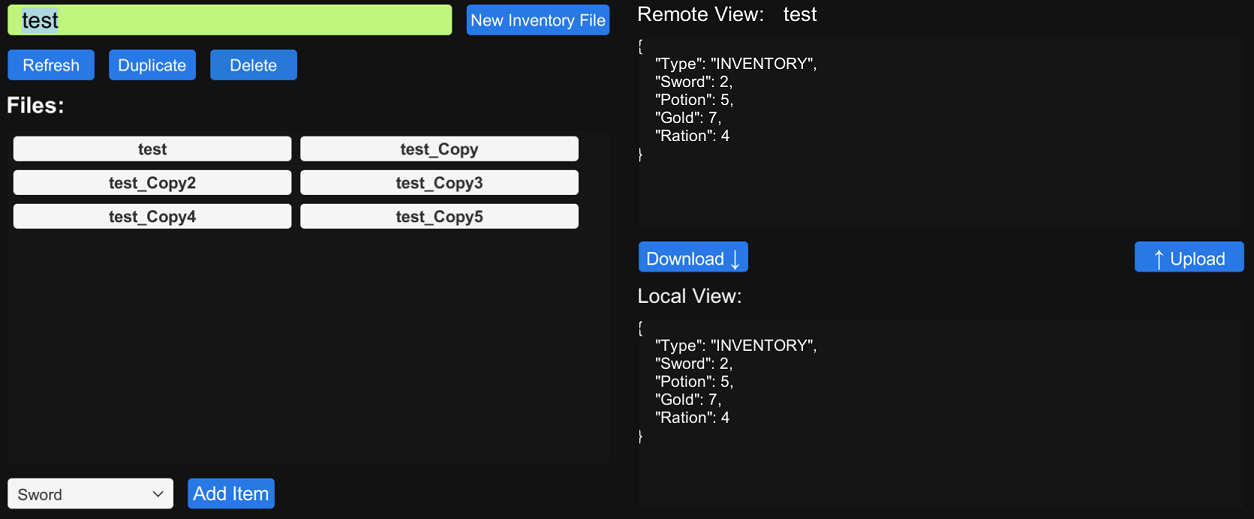 test
New Inventory File
Refresh
Duplicate
Delete
Files:
test
test_Copy
test_Copy2
test_Copy3
test_Copy4
test_Copy5
Sword
Add Item
Remote View: test
{
"Type": "INVENTORY",
"Sword": 2,
"Potion": 5,
"Gold": 7,
"Ration": 4
}
Download ↓
↑ Upload
Local View:
{
"Type": "INVENTORY",
"Sword": 2,
"Potion": 5,
"Gold": 7,
"Ration": 4
}